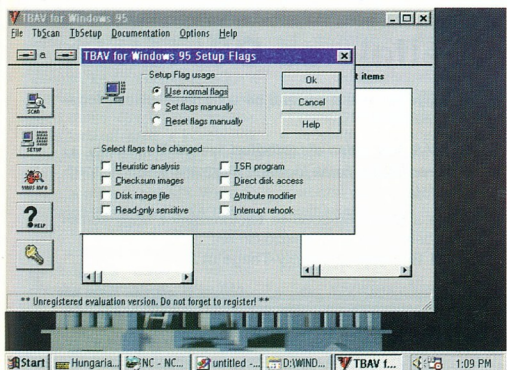 TBAV for Windows 95
File TbScan TbSetup Documentation Options Help
a
TBAV for Windows 95 Setup Flags
t items
Setup Flag usage
Use normal flags
Set flags manually
Reset flags manually
Ok
Cancel
Help
Select flags to be changed
Heuristic analysis
Checksum images
Disk image file
Read-only sensitive
TSR program
Direct disk access
Attribute modifier
Interrupt rehook
SCAN
SETUP
VIRUS INFO
? HELP
** Unregistered evaluation version. Do not forget to register! **
Start Hungaria... NC - NC... untitled -... D:\WIND... TBAV f... 1:09 PM